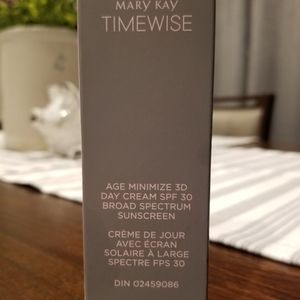 MARY KAY
TIMEWISE
AGE MINIMIZE 3D
DAY CREAM SPF 30
BROAD SPECTRUM
SUNSCREEN
CRÈME DE JOUR
AVEC ÉCRAN
SOLAIRE À LARGE
SPECTRE FPS 30
DIN 02459086